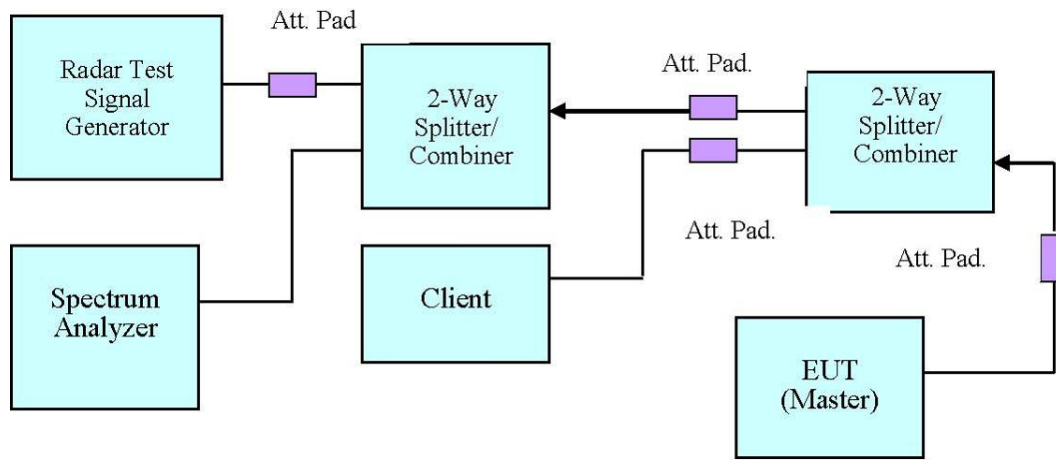 Att. Pad
Radar Test
Signal
Generator
2-Way
Splitter/
Combiner
Att. Pad.
2-Way
Splitter/
Combiner
Att. Pad.
Att. Pad.
Spectrum
Analyzer
Client
EUT
(Master)